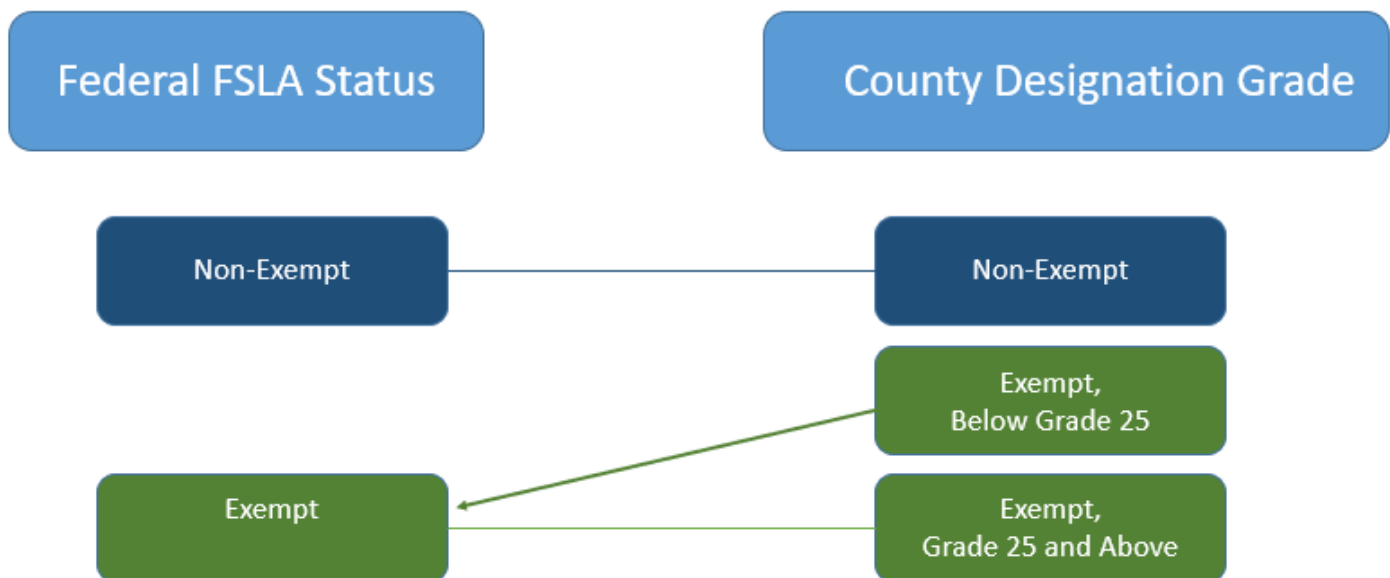 Federal FSLA Status
County Designation Grade
Non-Exempt
Non-Exempt
Exempt,
Below Grade 25
Exempt
Exempt,
Grade 25 and Above